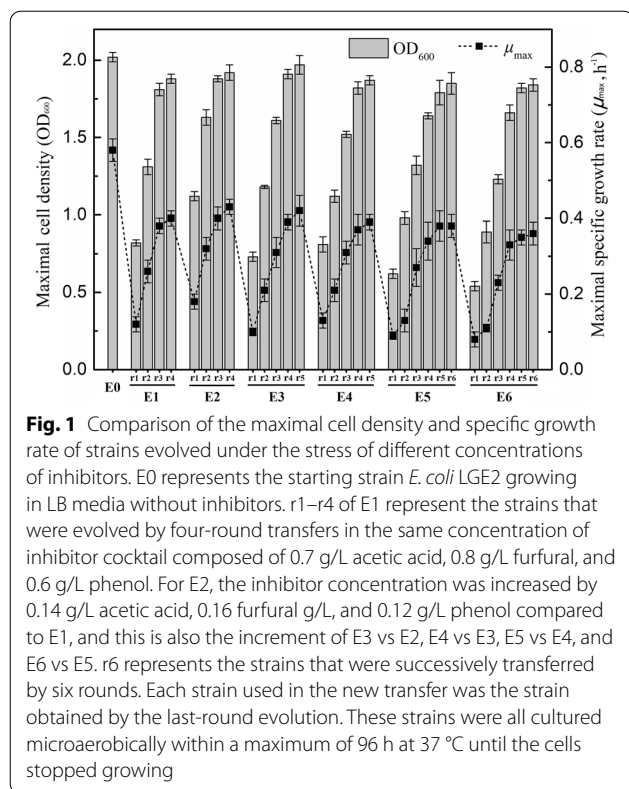 OD₆₀₀ μmax
Maximal cell density (OD₆₀₀)
2.0
1.5
1.0
0.5
0.0
Maximal specific growth rate (μmax, h⁻¹)
0.8
0.6
0.4
0.2
0.0
r1 r2 r3 r4 r1 r2 r3 r4 r1 r2 r3 r4 r5 r1 r2 r3 r4 r5 r1 r2 r3 r4 r5 r6 r1 r2 r3 r4 r5 r6
E0 E1 E2 E3 E4 E5 E6
Fig. 1 Comparison of the maximal cell density and specific growth
rate of strains evolved under the stress of different concentrations
of inhibitors. E0 represents the starting strain E. coli LGE2 growing
in LB media without inhibitors. r1–r4 of E1 represent the strains that
were evolved by four-round transfers in the same concentration of
inhibitor cocktail composed of 0.7 g/L acetic acid, 0.8 g/L furfural, and
0.6 g/L phenol. For E2, the inhibitor concentration was increased by
0.14 g/L acetic acid, 0.16 furfural g/L, and 0.12 g/L phenol compared
to E1, and this is also the increment of E3 vs E2, E4 vs E3, E5 vs E4, and
E6 vs E5. r6 represents the strains that were successively transferred
by six rounds. Each strain used in the new transfer was the strain
obtained by the last-round evolution. These strains were all cultured
microaerobically within a maximum of 96 h at 37 °C until the cells
stopped growing